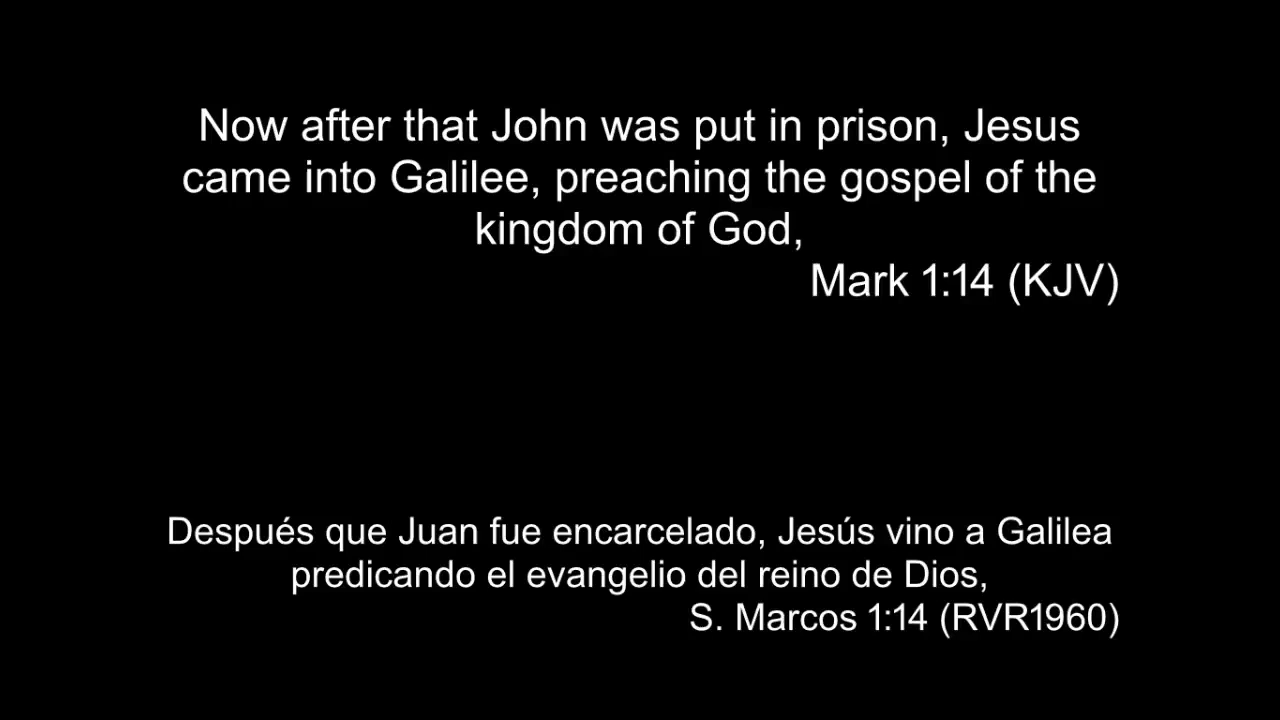 Now after that John was put in prison, Jesus
came into Galilee, preaching the gospel of the
kingdom of God,
Mark 1:14 (KJV)
Después que Juan fue encarcelado, Jesús vino a Galilea
predicando el evangelio del reino de Dios,
S. Marcos 1:14 (RVR1960)